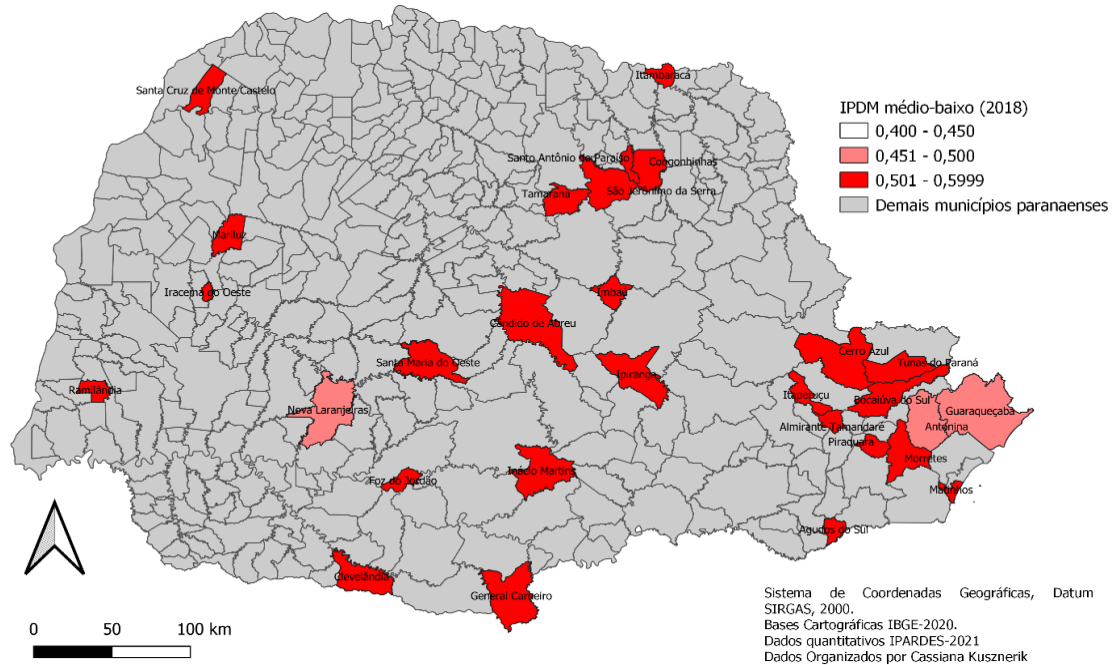 Santa Cruz de Monte Castelo
Itambaracá
IPDM médio-baixo (2018)
0,400 - 0,450
0,451 - 0,500
0,501 - 0,5999
Demais municípios paranaenses
Santo Antônio do Paraíso
Congonhinhas
Tamarana
São Jerônimo da Serra
Mariluz
Iracema do Oeste
Imbaú
Cândido de Abreu
Cerro Azul
Santa Maria do Oeste
Tunas do Paraná
Ipiranga
Ramilândia
Itaperuçu
Bocaiúva do Sul
Nova Laranjeiras
Guaraqueçaba
Almirante Tamandaré
Antonina
Piraquara
Morretes
Inácio Martins
Foz do Jordão
Matinhos
Agudos do Sul
Clevelândia
General Carneiro
0 50 100 km
Sistema de Coordenadas Geográficas, Datum
SIRGAS, 2000.
Bases Cartográficas IBGE-2020.
Dados quantitativos IPARDES-2021
Dados Organizados por Cassiana Kusznerik